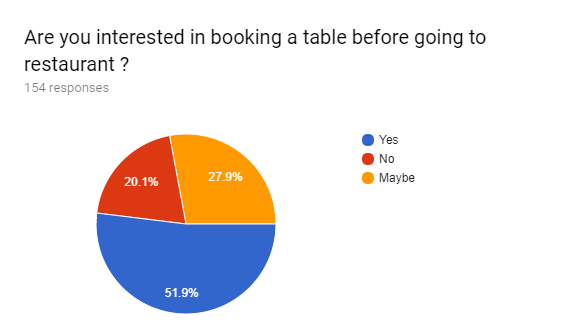 Are you interested in booking a table before going to
restaurant ?
154 responses
Yes
No
Maybe
20.1%
27.9%
51.9%